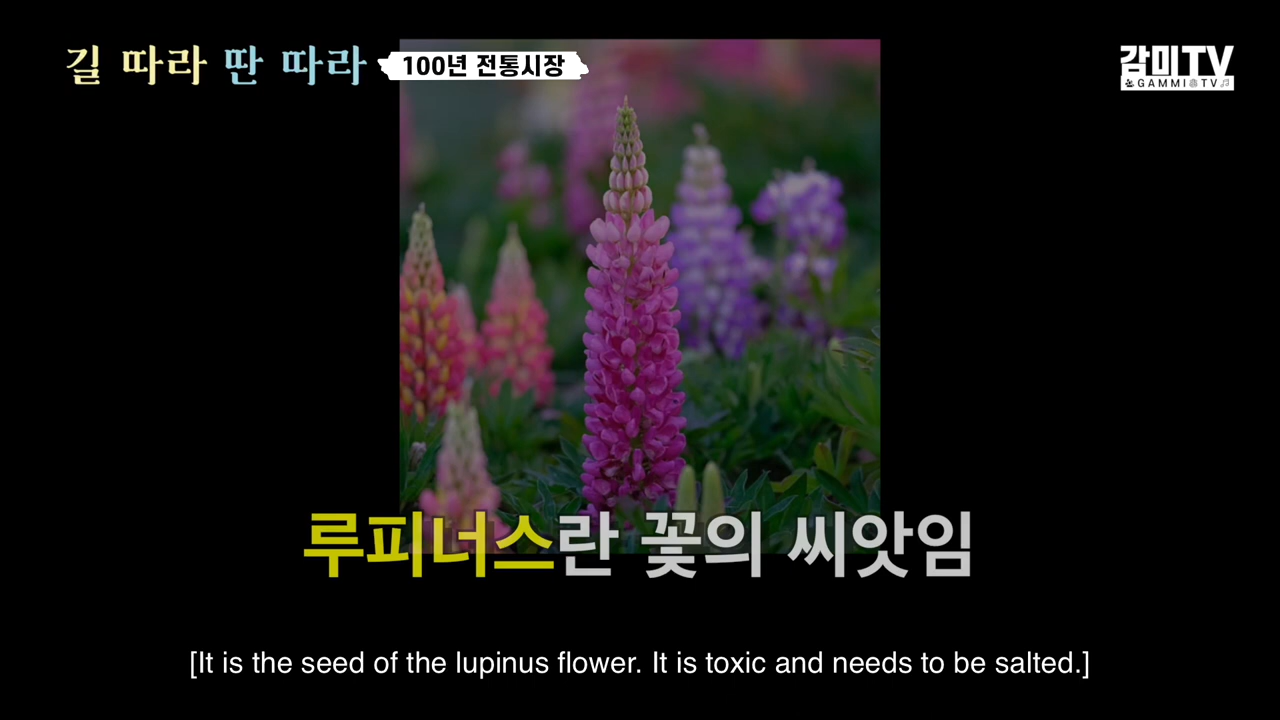 길 따라 딴 따라 100년 전통시장
감미TV
GAMMI TV
루피너스란 꽃의 씨앗임
[It is the seed of the lupinus flower. It is toxic and needs to be salted.]